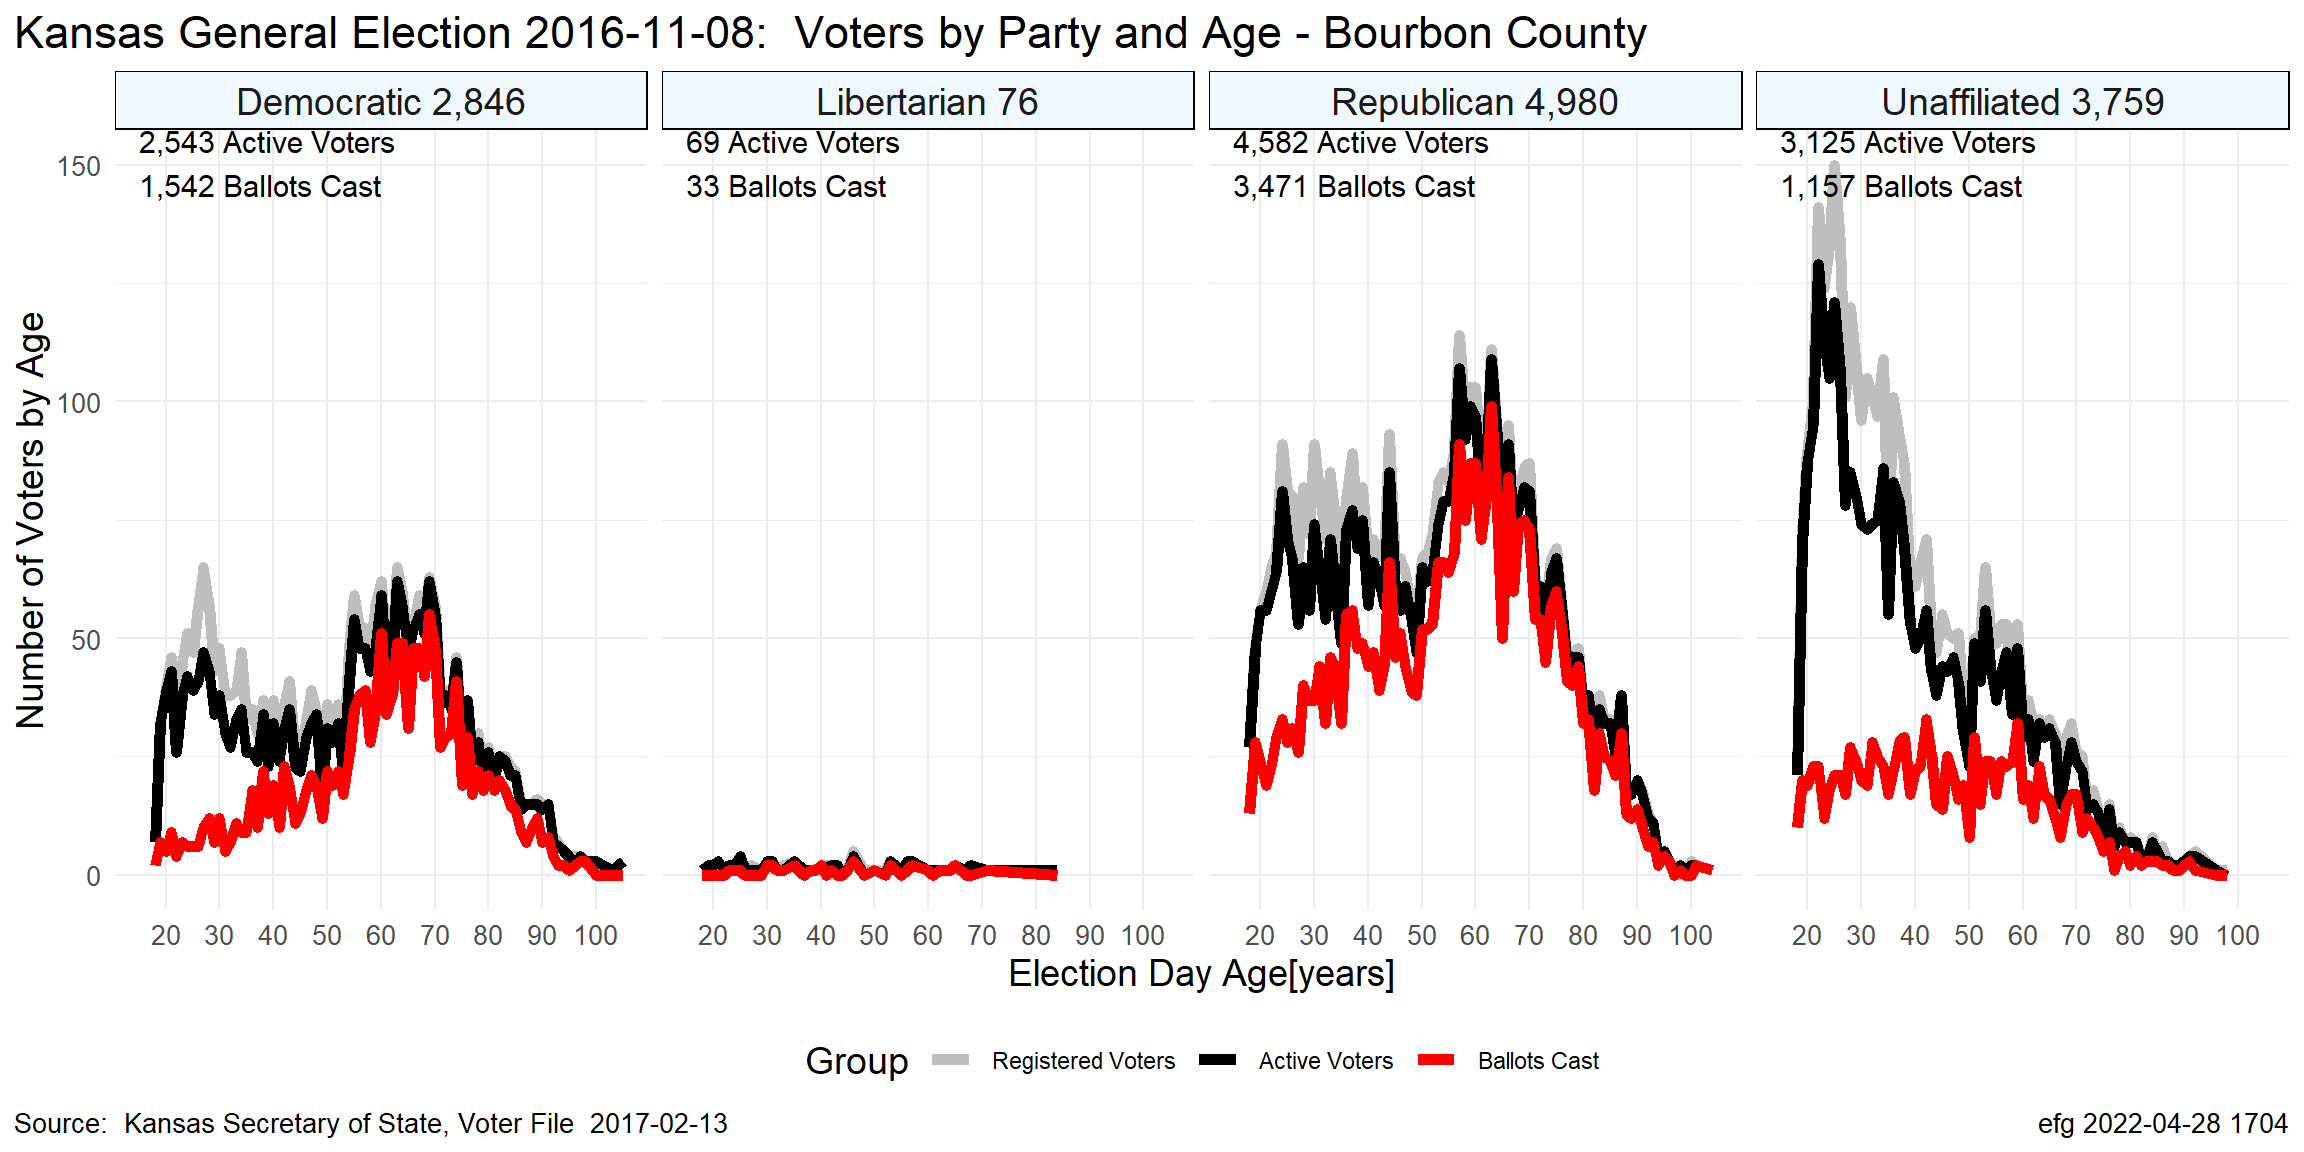 Kansas General Election 2016-11-08:  Voters by Party and Age - Bourbon County
Democratic 2,846
Libertarian 76
Republican 4,980
Unaffiliated 3,759
2,543 Active Voters
1,542 Ballots Cast
69 Active Voters
33 Ballots Cast
4,582 Active Voters
3,471 Ballots Cast
3,125 Active Voters
1,157 Ballots Cast
Number of Voters by Age
150
100
50
0
20 30 40 50 60 70 80 90 100
20 30 40 50 60 70 80 90 100
20 30 40 50 60 70 80 90 100
20 30 40 50 60 70 80 90 100
Election Day Age[years]
Group Registered Voters Active Voters Ballots Cast
Source:  Kansas Secretary of State, Voter File  2017-02-13
efg 2022-04-28 1704